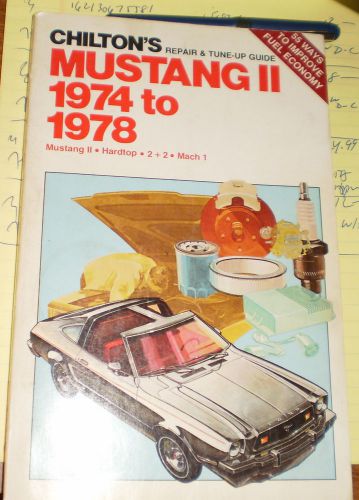 CHILTON'S
REPAIR & TUNE-UP GUIDE
55 WAYS
TO IMPROVE
FUEL ECONOMY
MUSTANG II
1974 to
1978
Mustang II • Hardtop • 2 + 2 • Mach 1